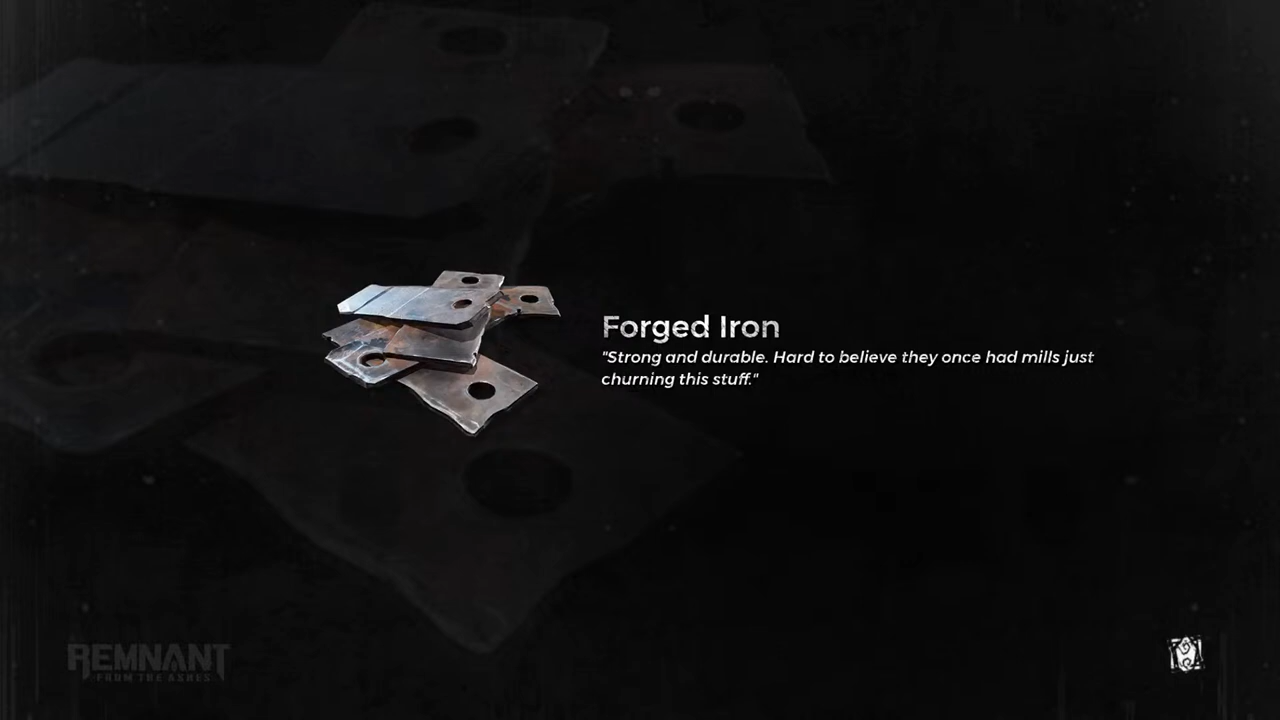 Forged Iron
"Strong and durable. Hard to believe they once had mills just
churning this stuff."
REMNANT
FROM THE ASHES